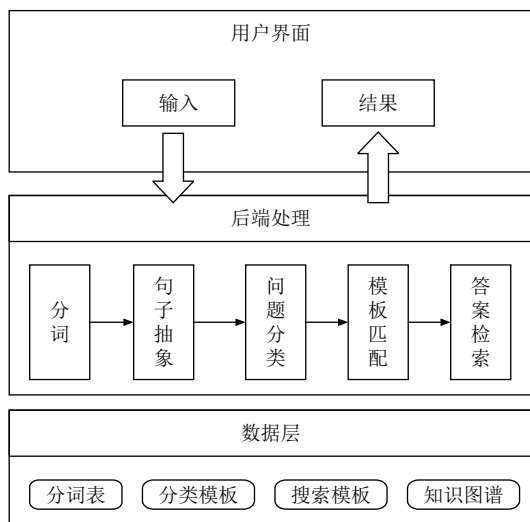 用户界面
输入
结果
后端处理
分词
句子抽象
问题分类
模板匹配
答案检索
数据层
分词表
分类模板
搜索模板
知识图谱